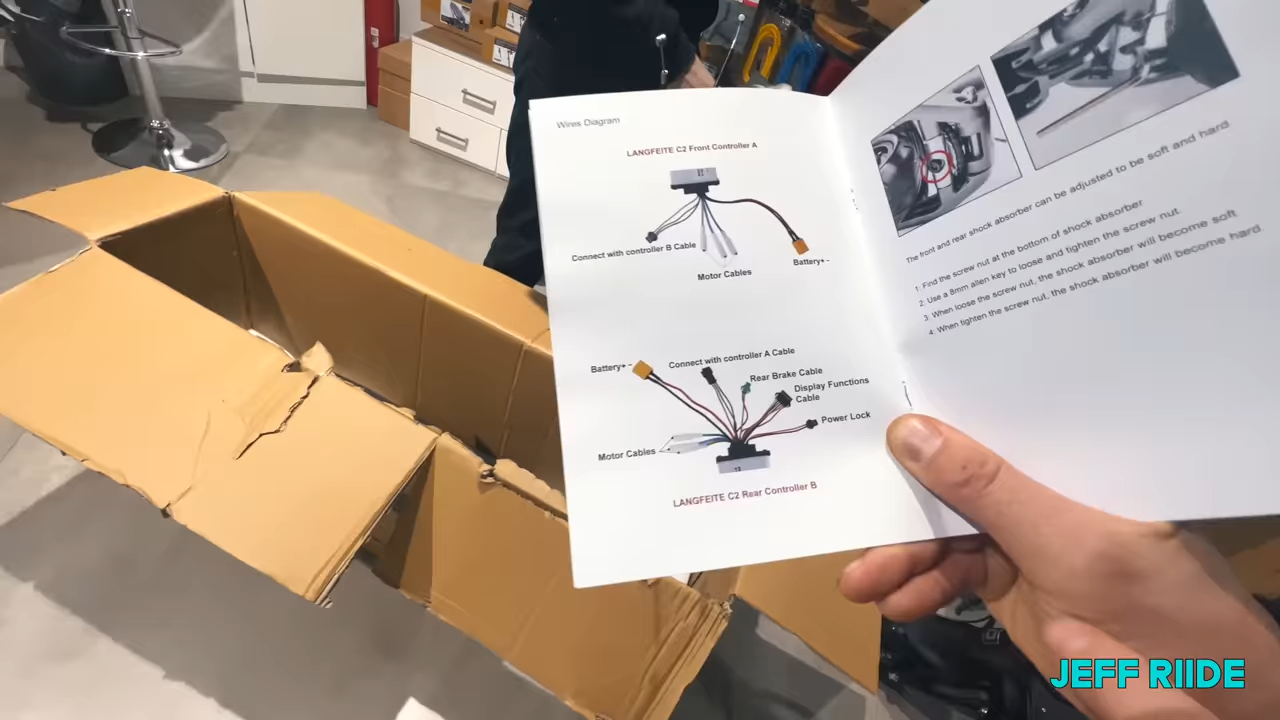 Wires Diagram
LANGFEITE C2 Front Controller A
Connect with controller B Cable
Motor Cables
Battery+ -
Battery+ -
Connect with controller A Cable
Rear Brake Cable
Display Functions
Cable
Power Lock
Motor Cables
13
LANGFEITE C2 Rear Controller B
The front and rear shock absorber can be adjusted to be soft and hard
1: Find the screw nut at the bottom of shock absorber
2: Use a 8mm allen key to loose and tighten the screw nut.
3: When loose the screw nut, the shock absorber will become soft
4: When tighten the screw nut, the shock absorber will become hard.
JEFF RIIDE